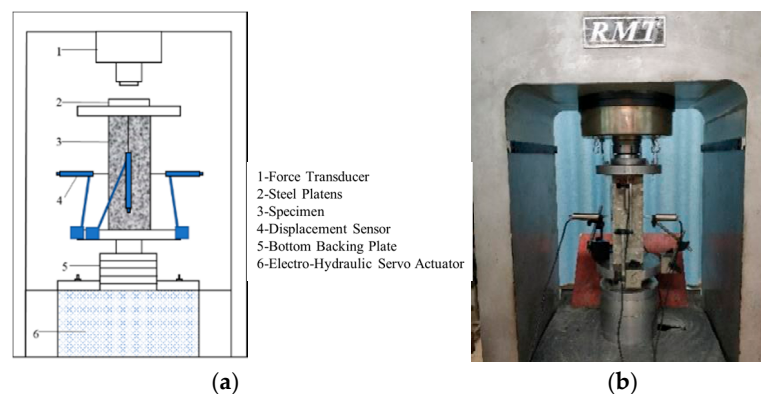 1
2
3
4
5
6
1-Force Transducer
2-Steel Platens
3-Specimen
4-Displacement Sensor
5-Bottom Backing Plate
6-Electro-Hydraulic Servo Actuator
RMT
(a)
(b)